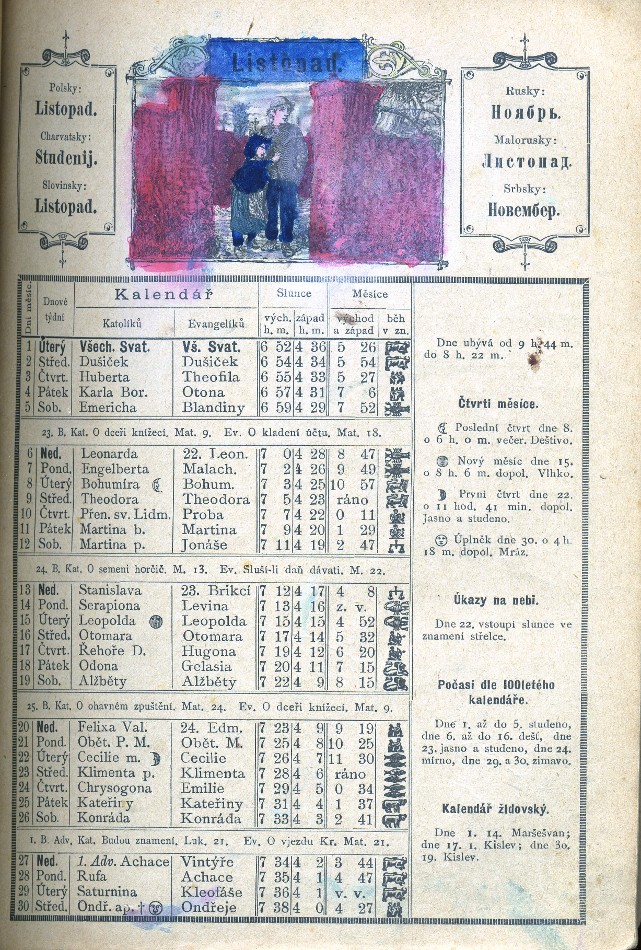 Listopad.
Polsky:
Listopad.
Charvatsky:
Studenij.
Slovinsky:
Listopad.
Rusky:
Ноябрь.
Malorusky:
Листопад.
Srbsky:
Новембер.
Dni měsíc.
Dnové týdní
Kalendář
Katolíků
Evangelíků
Slunce
vých. h. m.
západ h. m.
Měsíce
východ a západ
běh v zn.
1 Úterý Všech. Svat. Vš. Svat. 6 52 4 36 5 26
2 Střed. Dušiček Dušiček 6 54 4 34 5 54
3 Čtvrt. Huberta Theofila 6 55 4 33 5 27
4 Pátek Karla Bor. Otona 6 57 4 31 7 6
5 Sob. Emericha Blandiny 6 59 4 29 7 52
23. B. Kat. O dceři knížecí. Mat. 9. Ev. O kladení účtu, Mat. 18.
6 Ned. Leonarda 22. Leon. 7 0 4 28 8 47
7 Pond. Engelberta Malach. 7 2 4 26 9 49
8 Úterý Bohumíra Bohum. 7 3 4 25 10 57
9 Střed. Theodora Theodora 7 5 4 23 ráno
10 Čtvrt. Přen. sv. Lidm. Proba 7 7 4 22 0 11
11 Pátek Martina b. Martina 7 9 4 20 1 29
12 Sob. Martina p. Jonáše 7 11 4 19 2 47
24. B, Kat. O semeni horčič. M. 13. Ev. Sluší-li daň dávati. M. 22.
13 Ned. Stanislava 23. Brikcí 7 12 4 17 4 8
14 Pond. Serapiona Levina 7 13 4 16 z. v.
15 Úterý Leopolda Leopolda 7 15 4 15 4 52
16 Střed. Otomara Otomara 7 17 4 14 5 32
17 Čtvrt. Řehoře D. Hugona 7 19 4 12 6 20
18 Pátek Odona Gelasia 7 20 4 11 7 15
19 Sob. Alžběty Alžběty 7 22 4 9 8 15
25. B. Kat. O ohavném zpuštění. Mat. 24. Ev. O dceři knížecí. Mat. 9.
20 Ned. Felixa Val. 24. Edm. 7 23 4 9 9 19
21 Pond. Obět. P. M. Obět. M. 7 25 4 8 10 25
22 Úterý Cecilie m. Cecilie 7 26 4 7 11 30
23 Střed. Klimenta p. Klimenta 7 28 4 6 ráno
24 Čtvrt. Chrysogona Emilie 7 29 4 5 0 34
25 Pátek Kateřiny Kateřiny 7 31 4 4 1 37
26 Sob. Konráda Konráda 7 33 4 3 2 41
1. B. Adv. Kat. Budou znamení. Luk. 21. Ev. O vjezdu Kr. Mat. 21.
27 Ned. 1. Adv. Achace Vintýře 7 34 4 2 3 44
28 Pond. Rufa Achace 7 35 4 1 4 47
29 Úterý Saturnina Kleofáše 7 36 4 1 v. v.
30 Střed. Ondř. ap. † Ondřeje 7 38 4 0 4 27
Dne ubývá od 9 h. 44 m.
do 8 h. 22 m.
Čtvrti měsíce.
Poslední čtvrt dne 8.
o 6 h. 0 m. večer. Deštivo.
Nový měsíc dne 15.
o 8 h. 6 m. dopol. Vlhko.
První čtvrt dne 22.
o 11 hod. 41 min. dopol.
Jasno a studeno.
Úplněk dne 30. o 4 h.
18 m. dopol. Mráz.
Úkazy na nebi.
Dne 22, vstoupí slunce ve
znamení střelce.
Počasí dle 100letého
kalendáře.
Dne 1. až do 5. studeno,
dne 6. až do 16. dešť, dne
23. jasno a studeno, dne 24.
mírno, dne 29. a 30. zimavo.
Kalendář židovský.
Dne 1. 14. Maršešvan;
dne 17. 1. Kislev; dne 30.
19. Kislev.